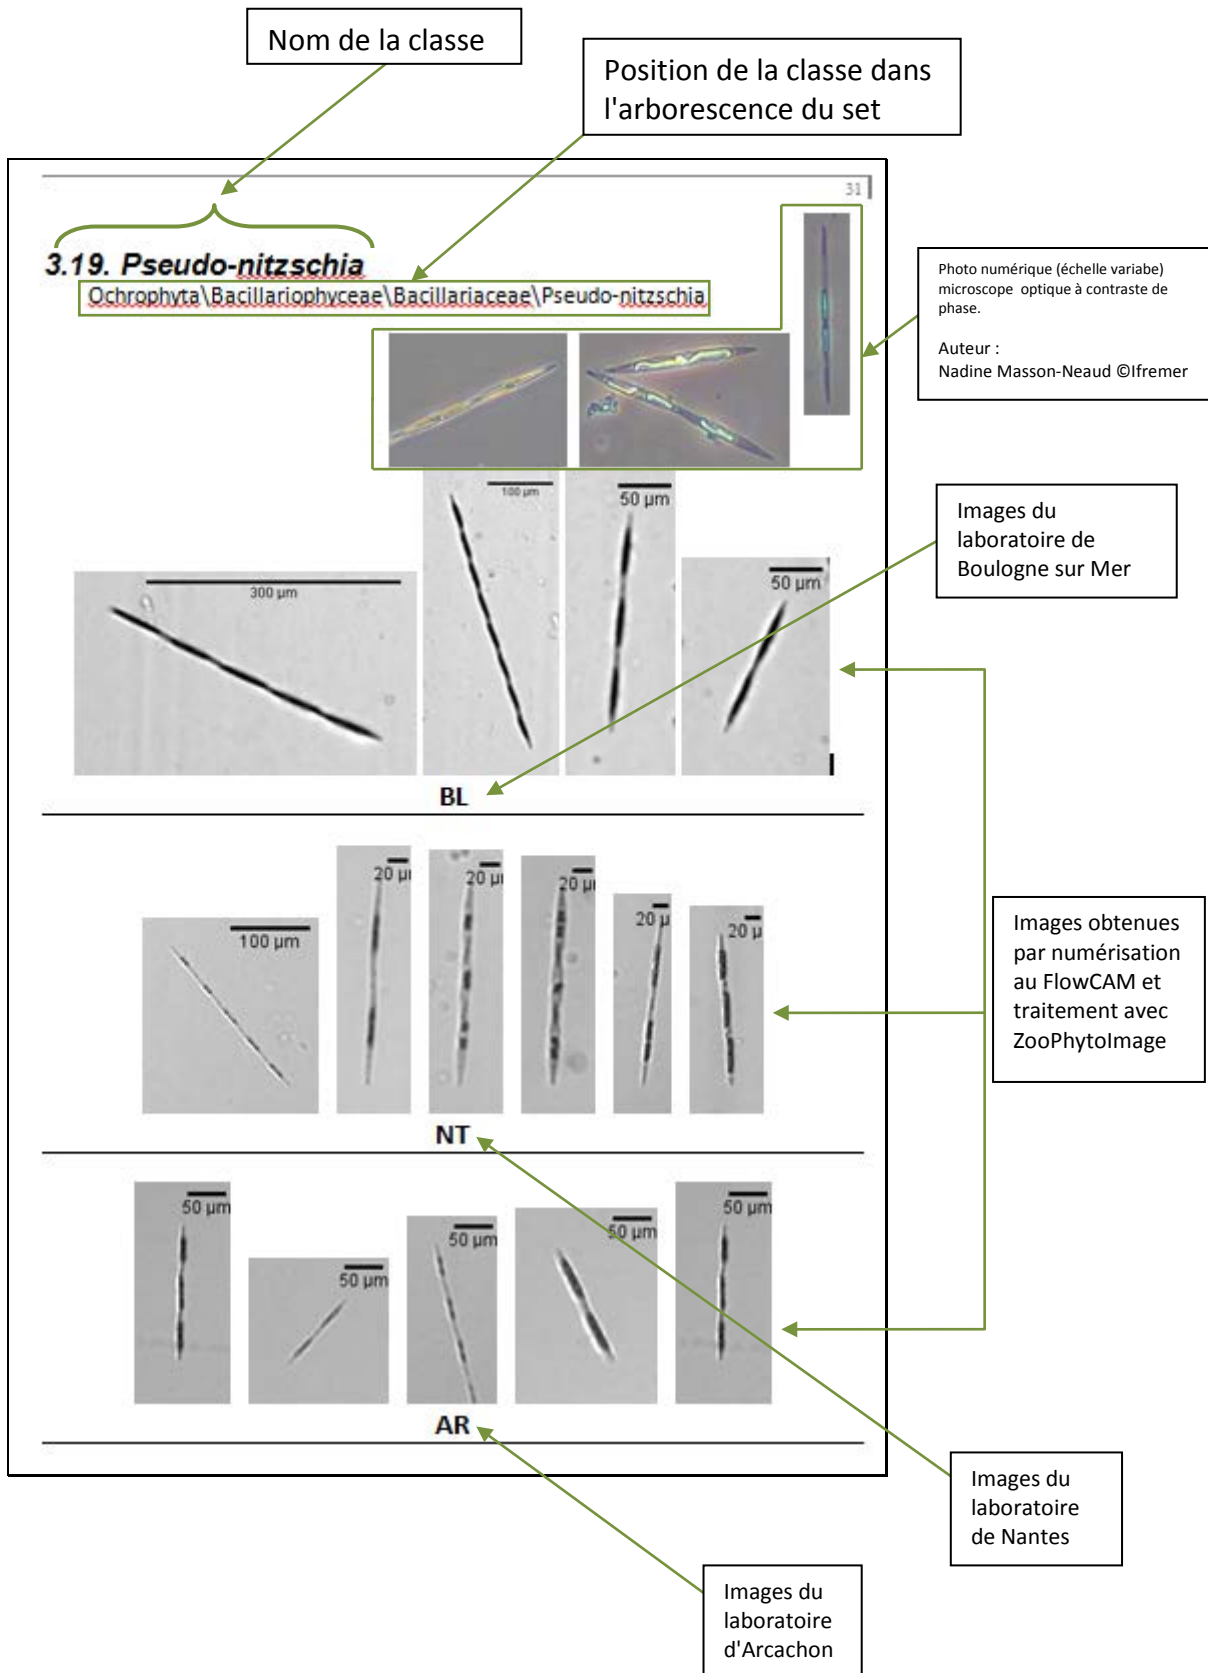 Nom de la classe
Position de la classe dans
l'arborescence du set
31
3.19. Pseudo-nitzschia
Ochrophyta\Bacillariophyceae\Bacillariaceae\Pseudo-nitzschia
Photo numérique (échelle variabe)
microscope optique à contraste de
phase.
Auteur :
Nadine Masson-Neaud ©Ifremer
100 µm
50 µm
300 µm
50 µm
Images du
laboratoire de
Boulogne sur Mer
BL
20 µ
20 µ
20 µ
20 µ
20 µ
100 µm
Images obtenues
par numérisation
au FlowCAM et
traitement avec
ZooPhytoImage
NT
50 µm
50 µm
50 µm
50 µm
50 µm
AR
Images du
laboratoire
de Nantes
Images du
laboratoire
d'Arcachon